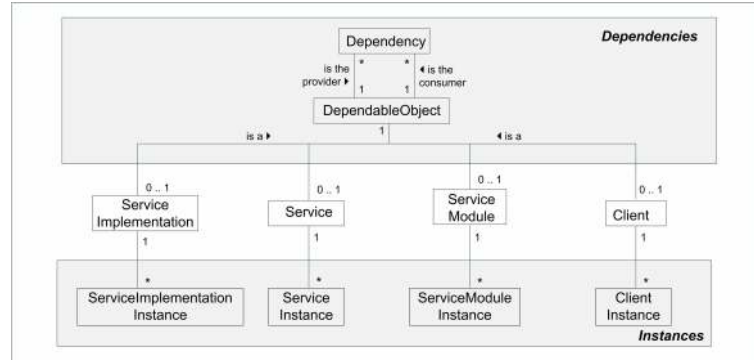 Dependency
Dependencies
* *
is the ◂ is the
provider ▸ consumer
1 1
DependableObject
1
is a ▸ ◂ is a
0 .. 1 0 .. 1 0 .. 1 0 .. 1
Service Service Service Client
Implementation Module
1 1 1 1
* * * *
ServiceImplementation Service ServiceModule Client
Instance Instance Instance Instance
Instances